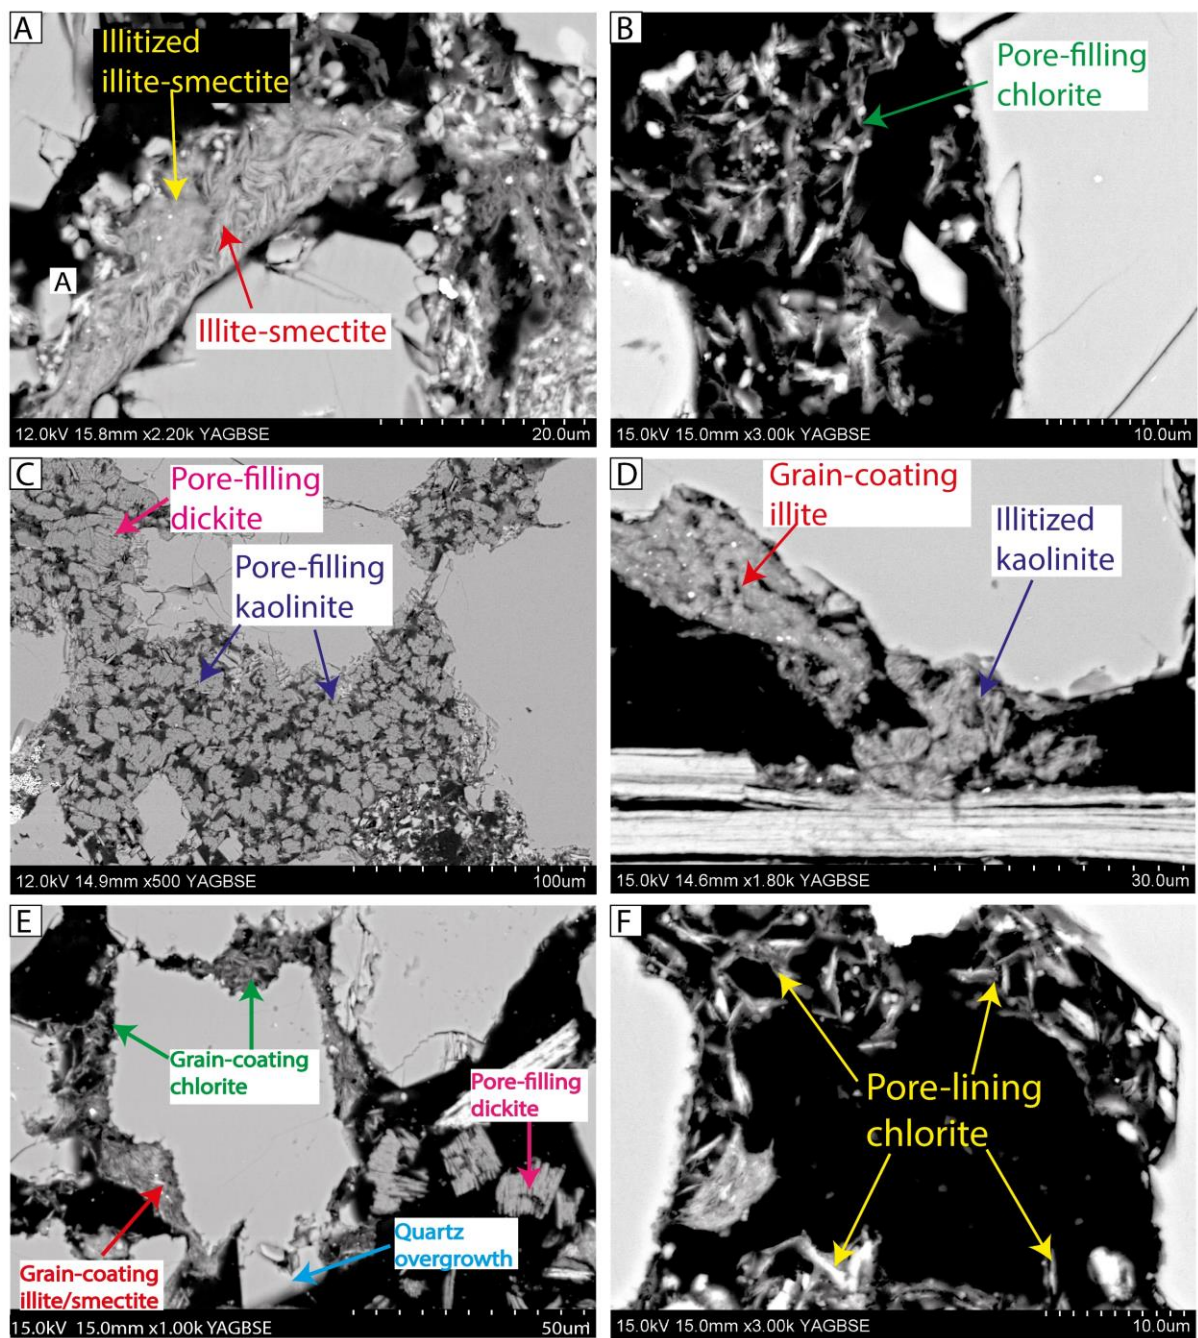 A
Illitized
illite-smectite
A
Illite-smectite
12.0kV 15.8mm x2.20k YAGBSE 20.0um
B
Pore-filling
chlorite
15.0kV 15.0mm x3.00k YAGBSE 10.0um
C
Pore-filling
dickite
Pore-filling
kaolinite
12.0kV 14.9mm x500 YAGBSE 100um
D
Grain-coating
illite
Illitized
kaolinite
15.0kV 14.6mm x1.80k YAGBSE 30.0um
E
Grain-coating
chlorite
Pore-filling
dickite
Quartz
overgrowth
Grain-coating
illite/smectite
15.0kV 15.0mm x1.00k YAGBSE 50um
F
Pore-lining
chlorite
15.0kV 15.0mm x3.00k YAGBSE 10.0um